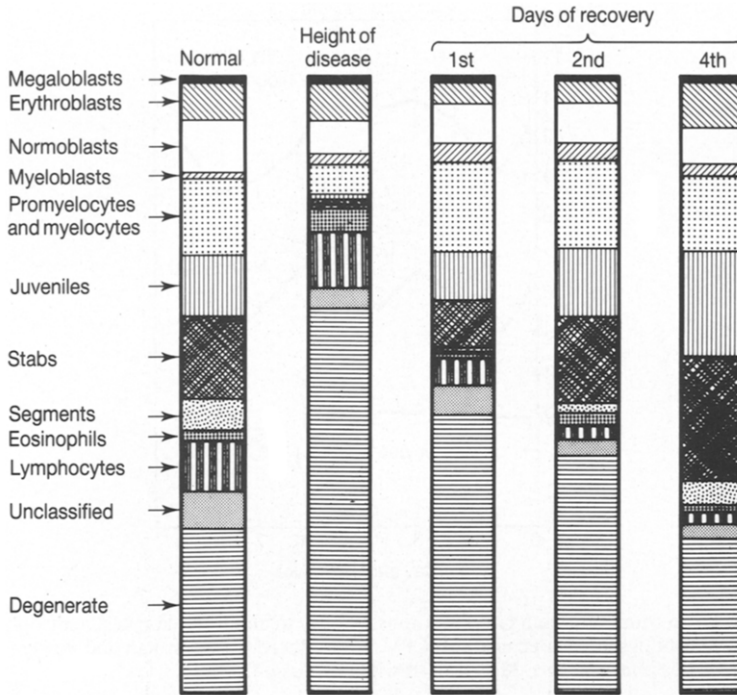 Days of recovery
Normal
Height of
disease
1st
2nd
4th
Megaloblasts
Erythroblasts
Normoblasts
Myeloblasts
Promyelocytes
and myelocytes
Juveniles
Stabs
Segments
Eosinophils
Lymphocytes
Unclassified
Degenerate